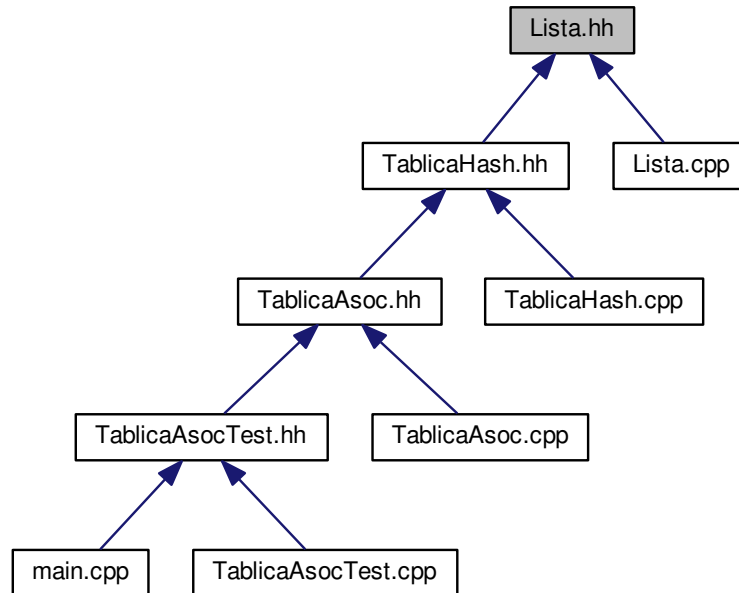 Lista.hh
TablicaHash.hh
Lista.cpp
TablicaAsoc.hh
TablicaHash.cpp
TablicaAsocTest.hh
TablicaAsoc.cpp
main.cpp
TablicaAsocTest.cpp